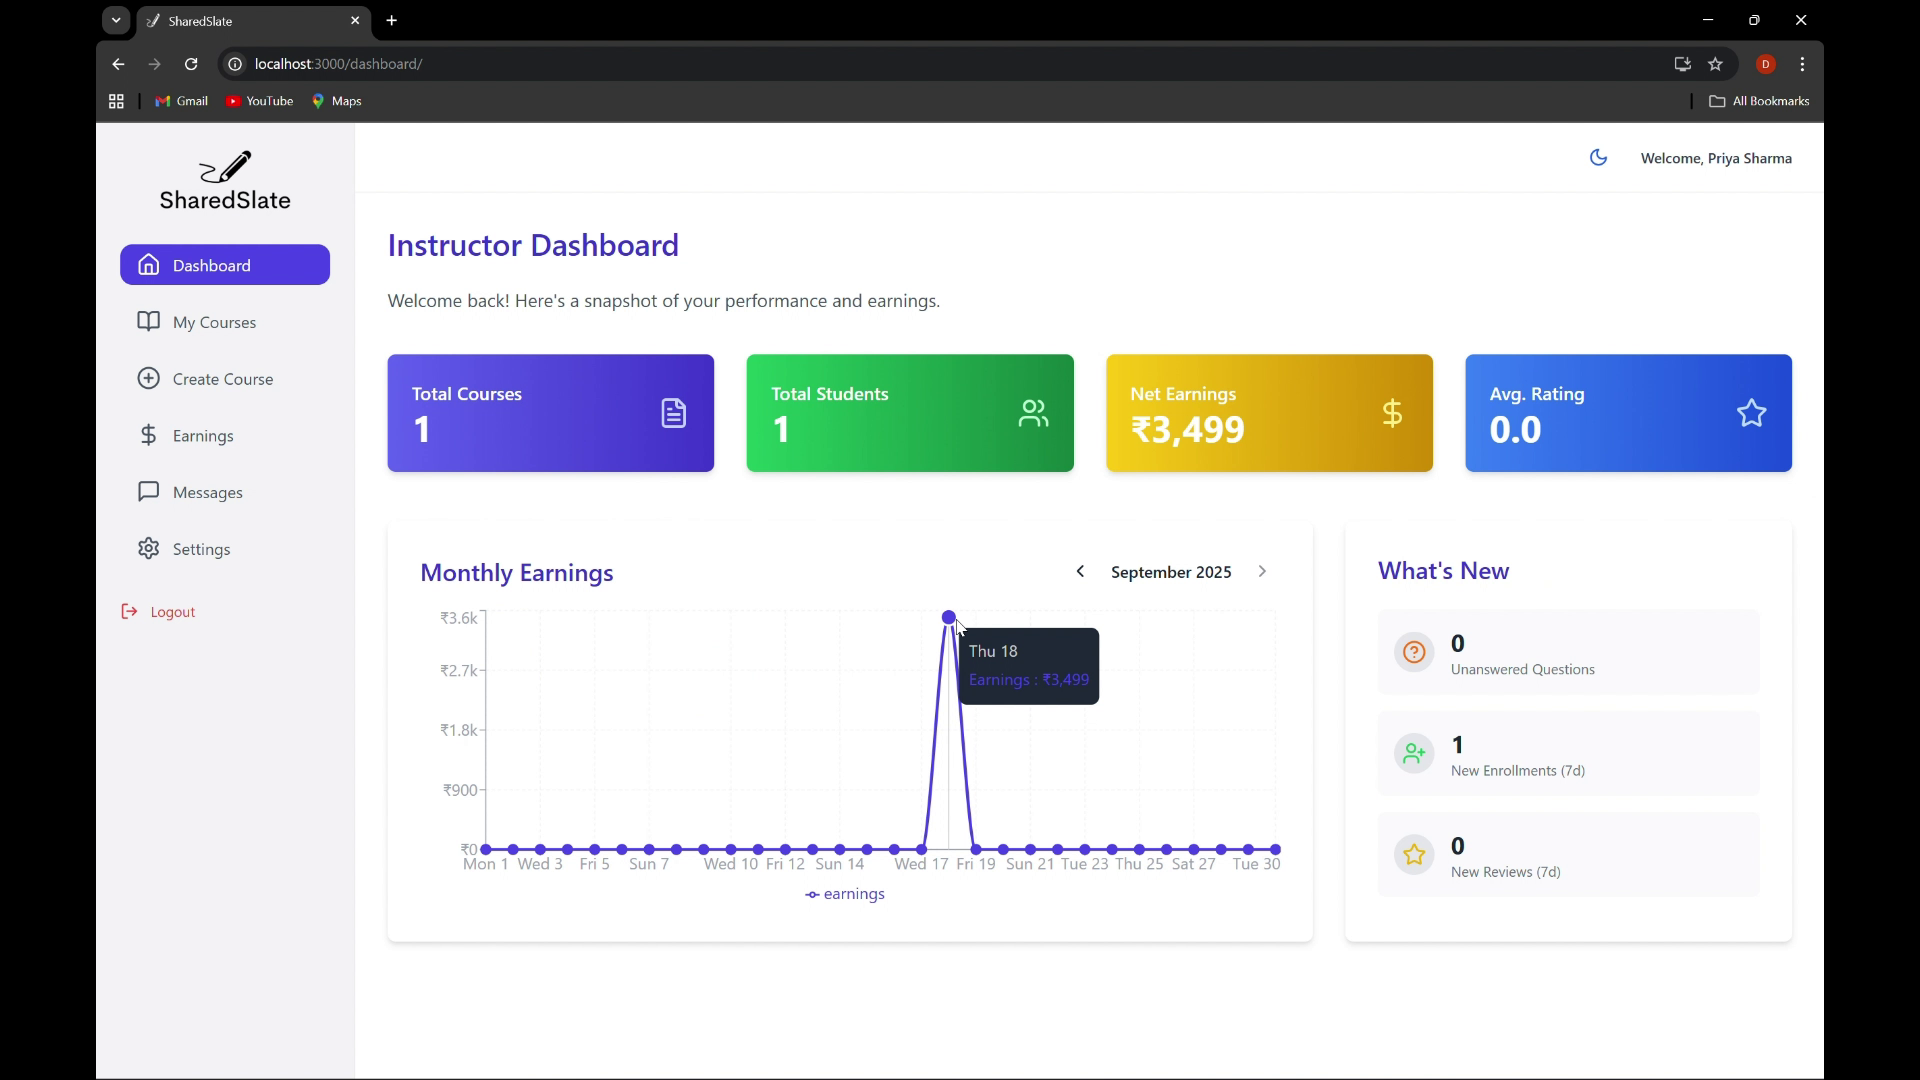 SharedSlate
localhost:3000/dashboard/
D
Gmail
YouTube
Maps
All Bookmarks
SharedSlate
Welcome, Priya Sharma
Dashboard
My Courses
Create Course
Earnings
Messages
Settings
Logout
Instructor Dashboard
Welcome back! Here's a snapshot of your performance and earnings.
Total Courses
1
Total Students
1
Net Earnings
₹3,499
Avg. Rating
0.0
Monthly Earnings
September 2025
₹3.6k
₹2.7k
₹1.8k
₹900
₹0
Thu 18
Earnings : ₹3,499
Mon 1 Wed 3 Fri 5 Sun 7 Wed 10 Fri 12 Sun 14 Wed 17 Fri 19 Sun 21 Tue 23 Thu 25 Sat 27 Tue 30
earnings
What's New
0
Unanswered Questions
1
New Enrollments (7d)
0
New Reviews (7d)